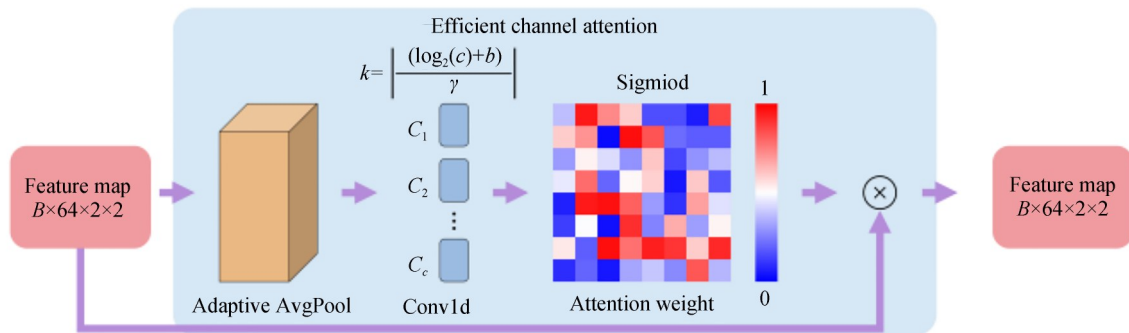 Efficient channel attention
k=|(log₂(c)+b)/γ|
Sigmiod
1
C₁
C₂
⋮
C_c
Feature map
B×64×2×2
Feature map
B×64×2×2
0
Adaptive AvgPool
Conv1d
Attention weight